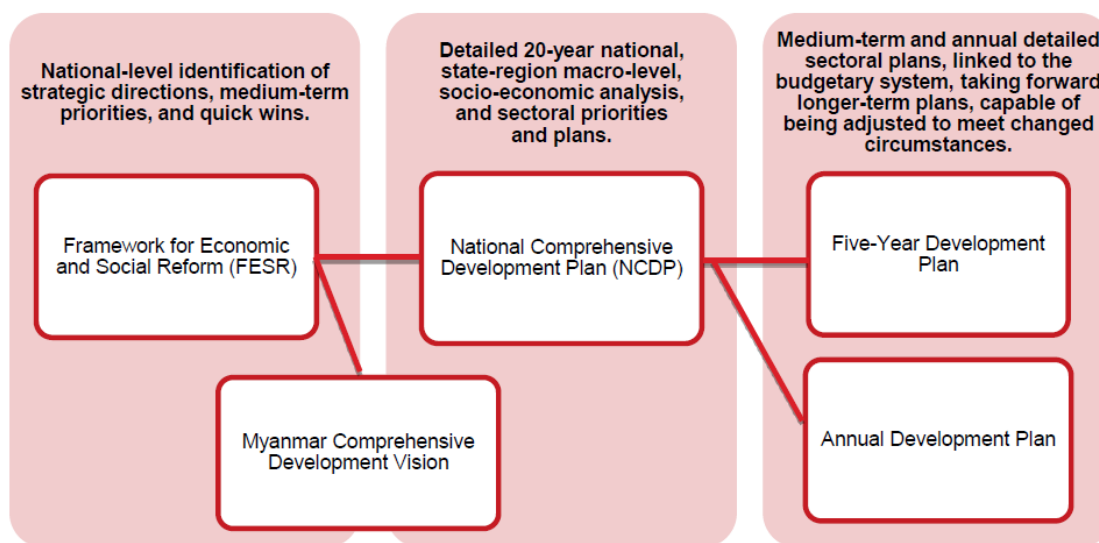 National-level identification of
strategic directions, medium-term
priorities, and quick wins.
Detailed 20-year national,
state-region macro-level,
socio-economic analysis,
and sectoral priorities
and plans.
Medium-term and annual detailed
sectoral plans, linked to the
budgetary system, taking forward
longer-term plans, capable of
being adjusted to meet changed
circumstances.
Framework for Economic
and Social Reform (FESR)
National Comprehensive
Development Plan (NCDP)
Five-Year Development
Plan
Myanmar Comprehensive
Development Vision
Annual Development Plan